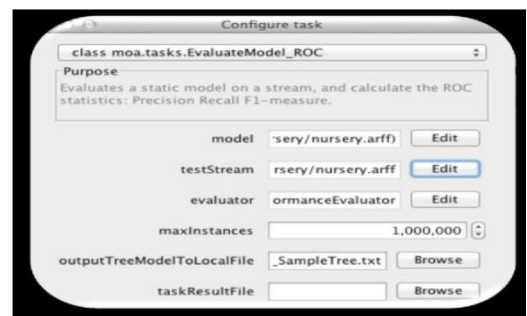 Configure task
class moa.tasks.EvaluateModel_ROC
Purpose
Evaluates a static model on a stream, and calculate the ROC
statistics: Precision Recall F1-measure.
model rsery/nursery.arff) Edit
testStream rsery/nursery.arff Edit
evaluator ormanceEvaluator Edit
maxInstances 1,000,000
outputTreeModelToLocalFile _SampleTree.txt Browse
taskResultFile Browse